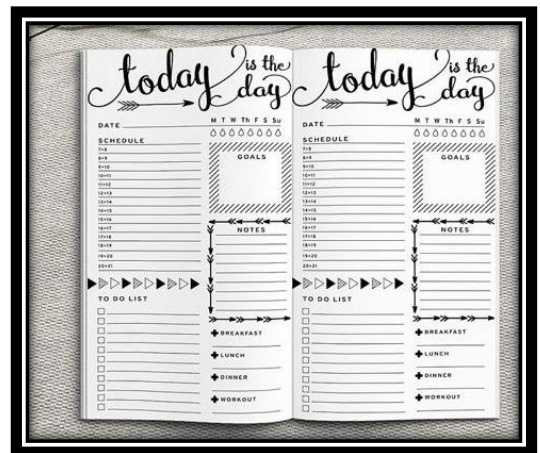 today is the day
DATE
M T W Th F S Su
SCHEDULE
7•8
8•9
9•10
10•11
11•12
12•13
13•14
14•15
15•16
16•17
17•18
18•19
19•20
20•21
GOALS
NOTES
TO DO LIST
BREAKFAST
LUNCH
DINNER
WORKOUT
today is the day
DATE
M T W Th F S Su
SCHEDULE
7•8
8•9
9•10
10•11
11•12
12•13
13•14
14•15
15•16
16•17
17•18
18•19
19•20
20•21
GOALS
NOTES
TO DO LIST
BREAKFAST
LUNCH
DINNER
WORKOUT